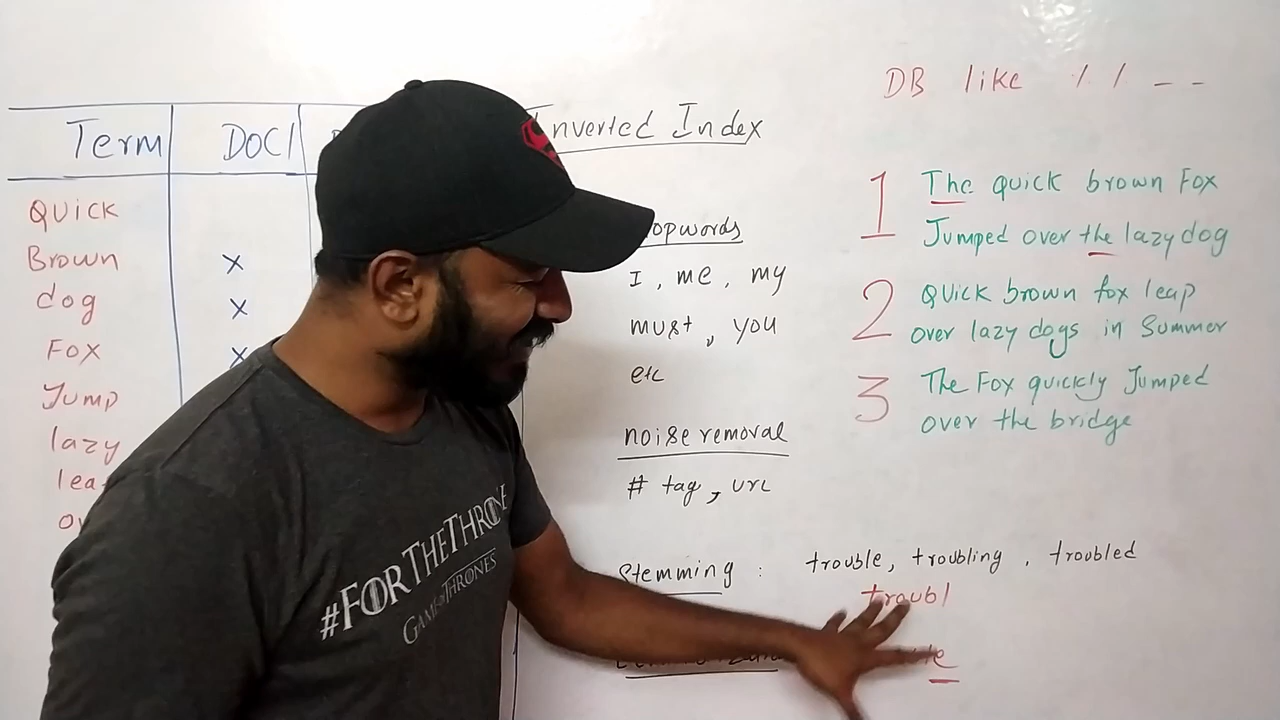 Term DOC1
Quick
Brown x
dog x
Fox x
Jump
lazy
lea
Inverted Index
opwords
I, me, my
must, you
etc
noise removal
# tag, url
Stemming : trouble, troubling, troubled
troubl
DB like % % _ _
1 The quick brown Fox
Jumped over the lazy dog
2 Quick brown fox leap
over lazy dogs in Summer
3 The Fox quickly Jumped
over the bridge
#FORTHETHRONE
GAME OF THRONES